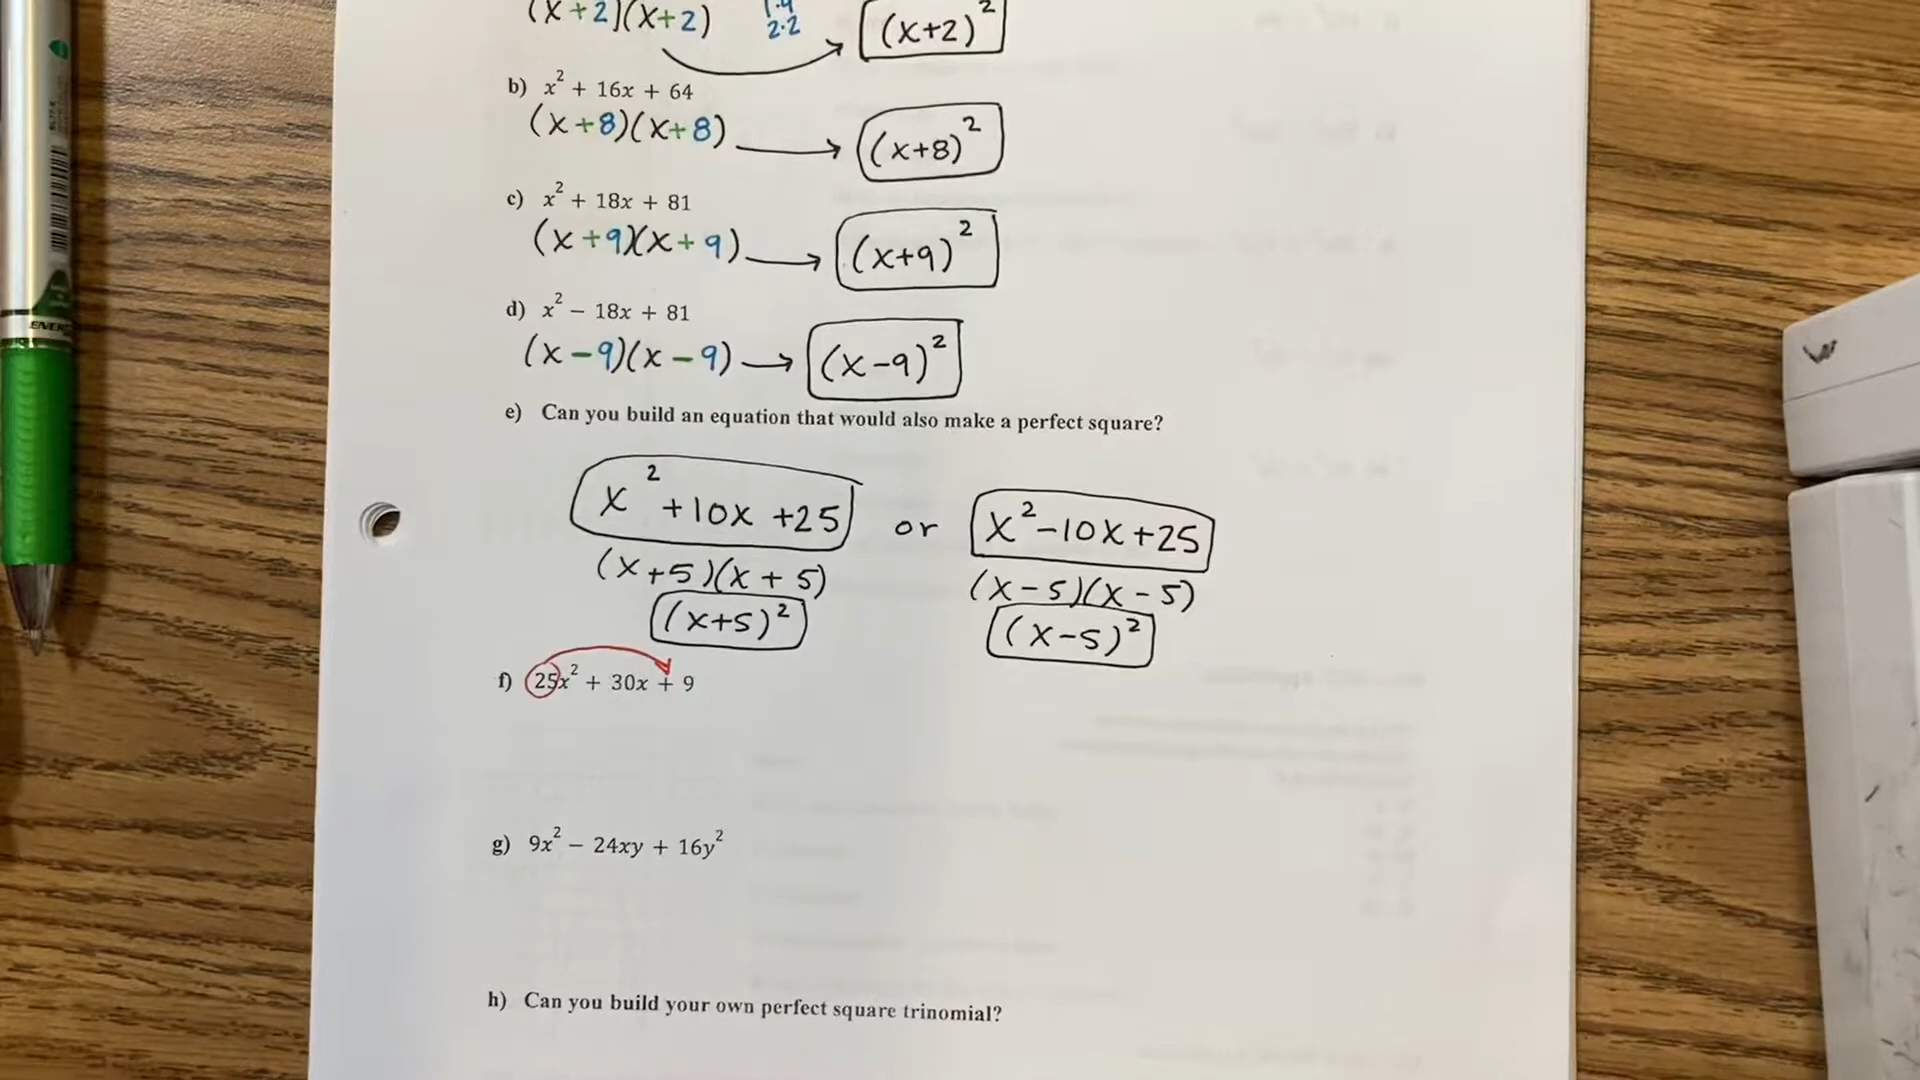 (x+2)(x+2) 2·2 (x+2)²
b) x² + 16x + 64
(x+8)(x+8) → (x+8)²
c) x² + 18x + 81
(x+9)(x+9) → (x+9)²
d) x² − 18x + 81
(x−9)(x−9) → (x−9)²
e) Can you build an equation that would also make a perfect square?
x² +10x +25 or x²−10x+25
(x+5)(x+5) (x−5)(x−5)
(x+5)² (x−5)²
f) 25x² + 30x + 9
g) 9x² − 24xy + 16y²
h) Can you build your own perfect square trinomial?